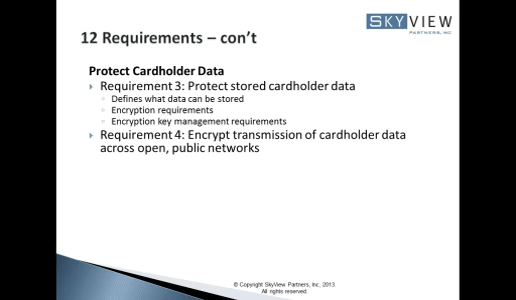 SKYVIEW
PARTNERS, INC
12 Requirements – con't
Protect Cardholder Data
Requirement 3: Protect stored cardholder data
Defines what data can be stored
Encryption requirements
Encryption key management requirements
Requirement 4: Encrypt transmission of cardholder data
across open, public networks
© Copyright SkyView Partners, Inc, 2013.
All rights reserved.